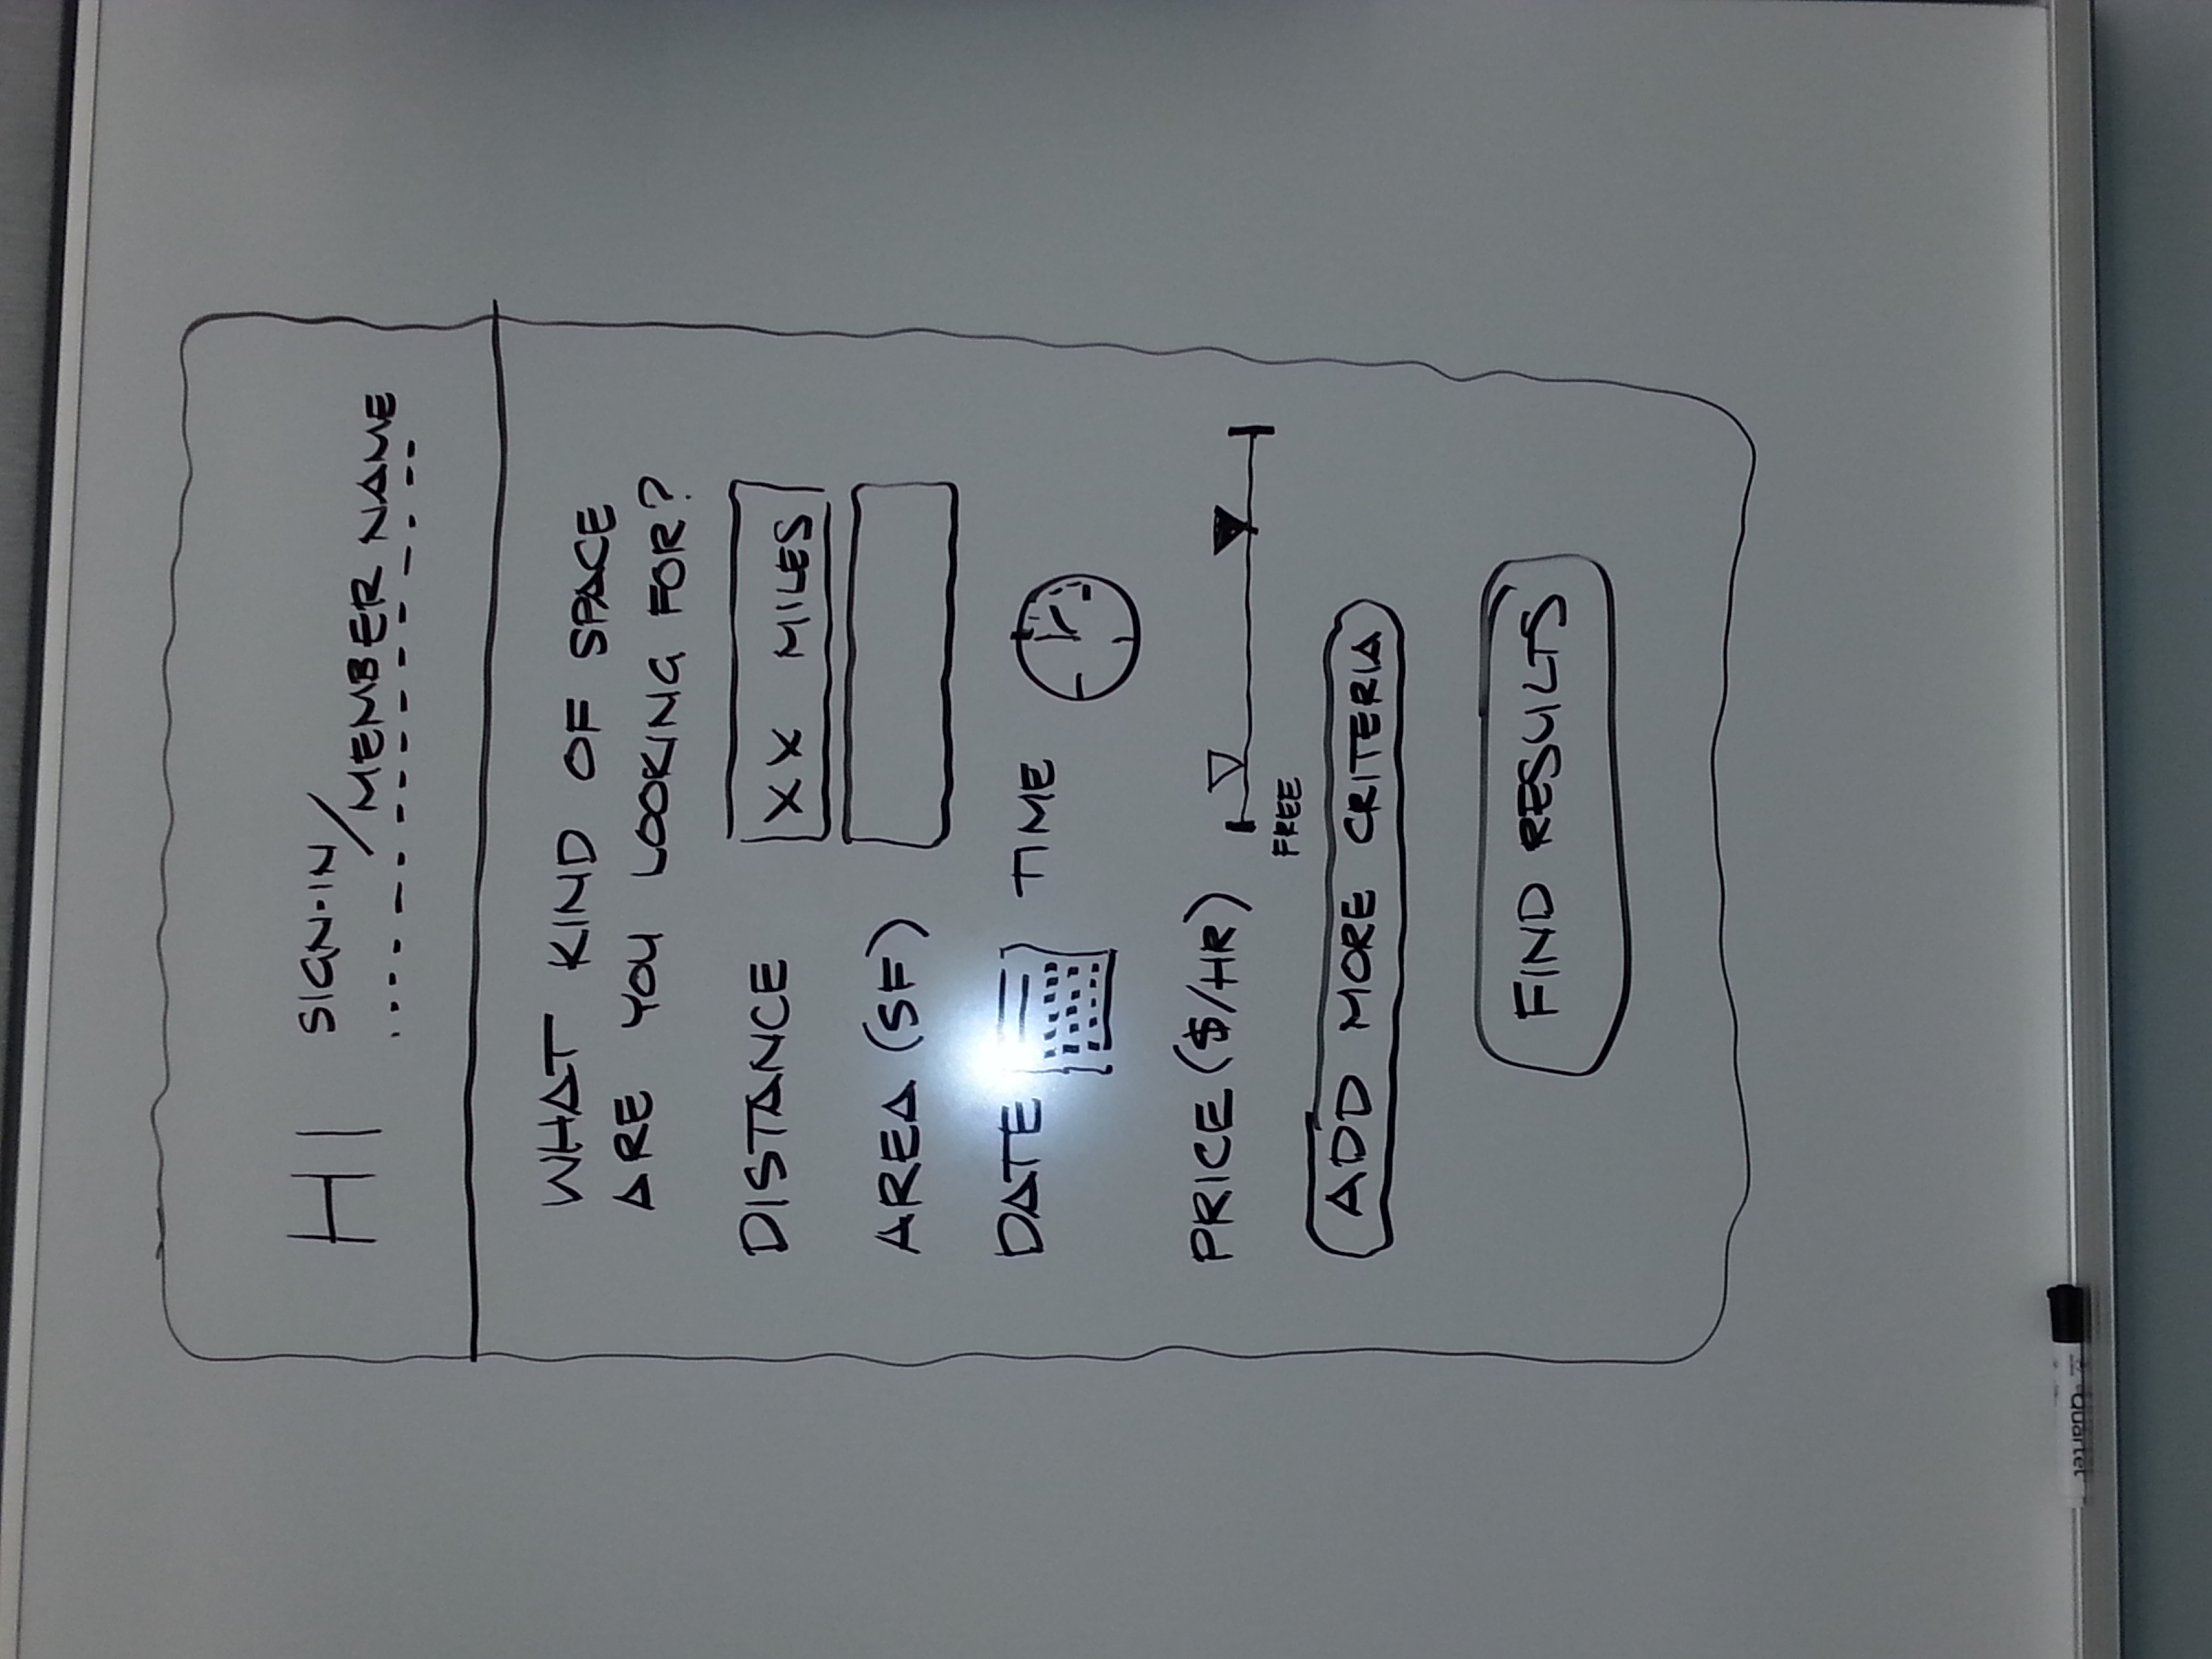 HI SIGN-IN/MEMBER NAME
WHAT KIND OF SPACE
ARE YOU LOOKING FOR?
DISTANCE XX MILES
AREA (SF)
DATE TIME
PRICE ($/HR)
FREE
ADD MORE CRITERIA
FIND RESULTS
Quartet